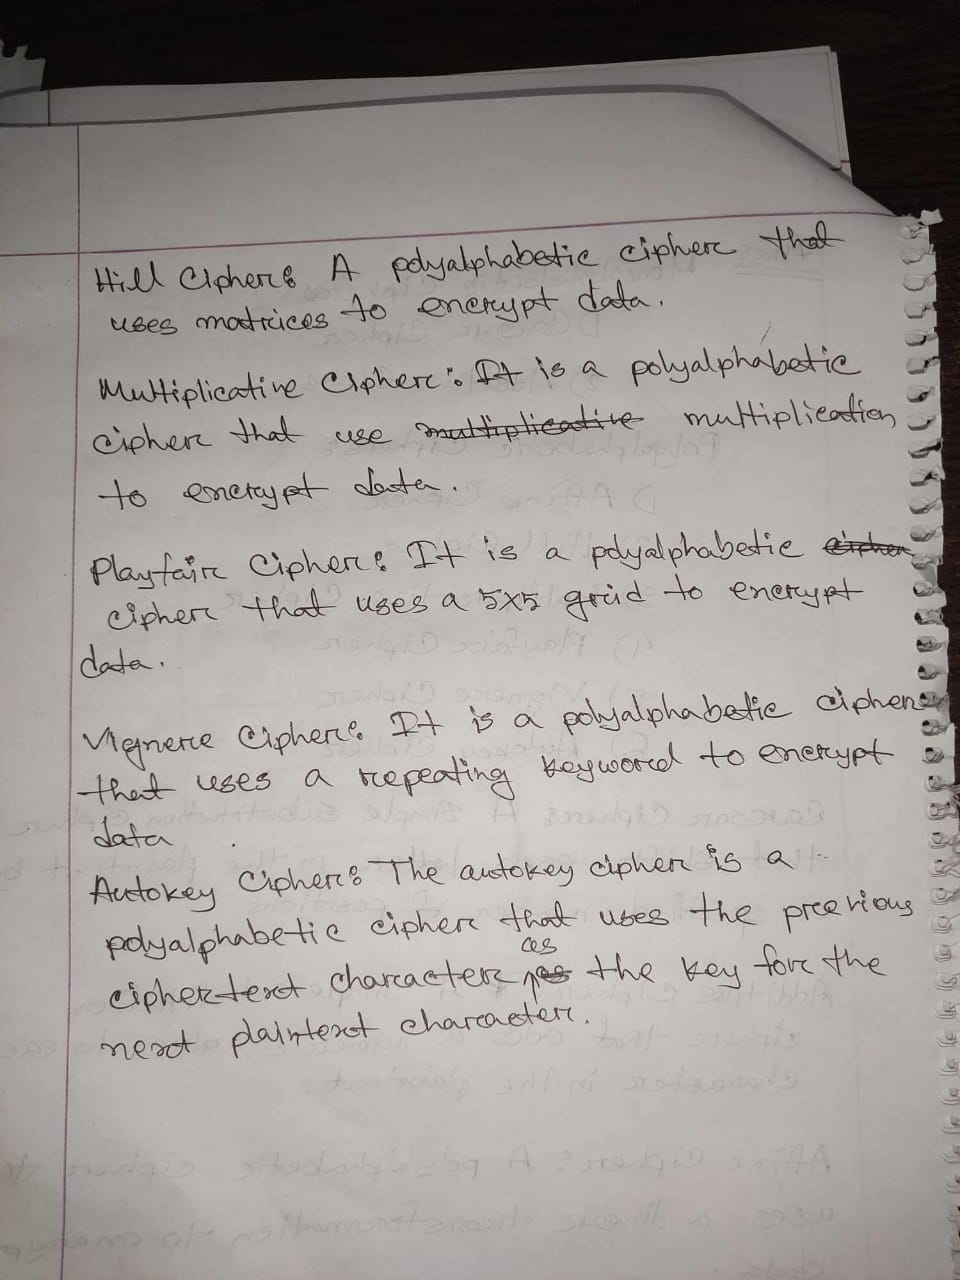 Hill Cipher: A polyalphabetic cipher that
uses matrices to encrypt data.
Multiplicative Cipher: It is a polyalphabetic
cipher that use multiplicative multiplication
to encrypt data.
Playfair Cipher: It is a polyalphabetic cipher
cipher that uses a 5x5 grid to encrypt
data.
Vignere Cipher: It is a polyalphabetic cipher
that uses a repeating keyword to encrypt
data
Autokey Cipher: The autokey cipher is a
polyalphabetic cipher that uses the previous
ciphertext character as the key for the
next plaintext character.